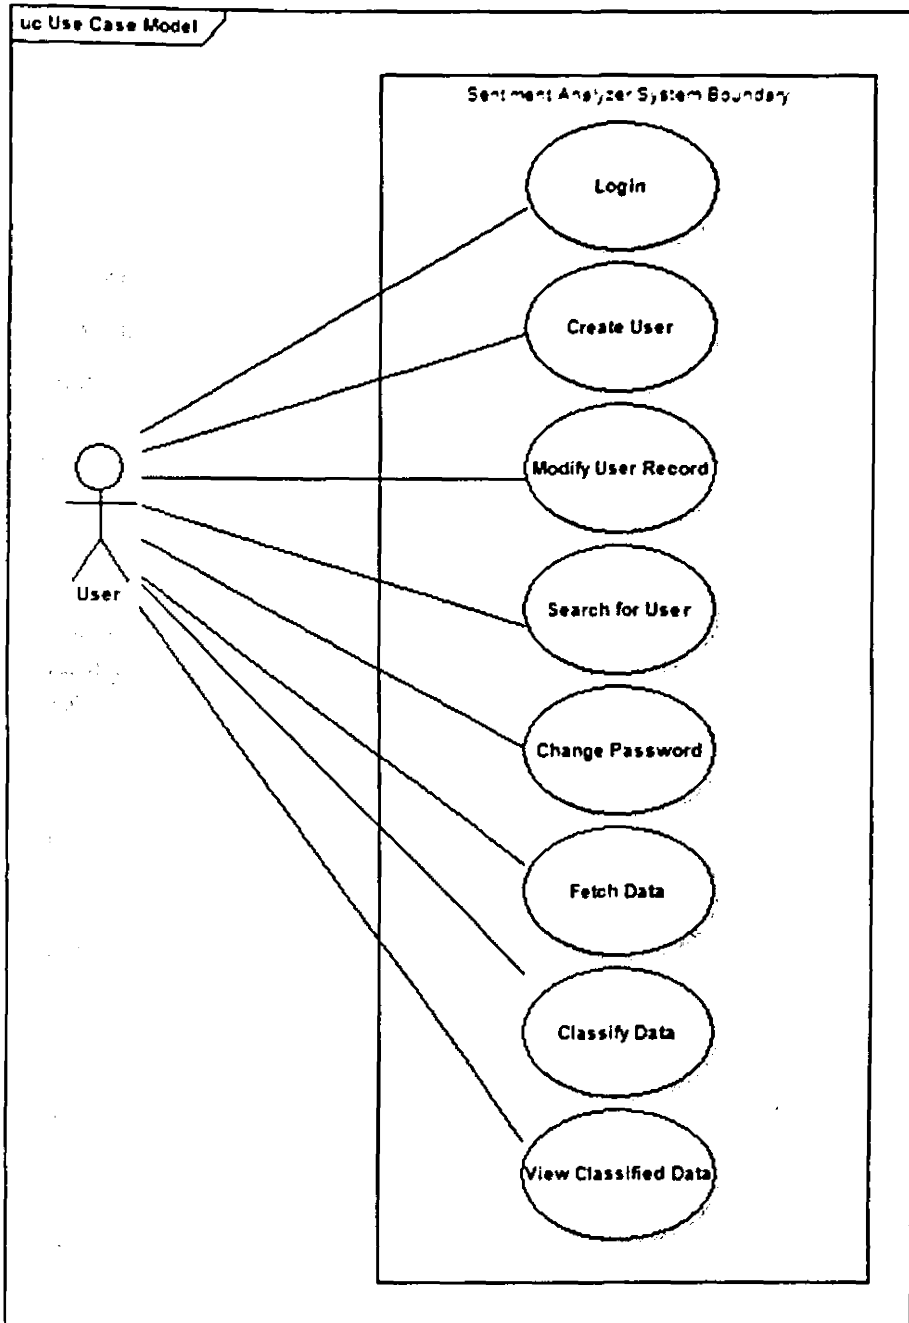 uc Use Case Model
Sentiment Analyzer System Boundary
Login
Create User
Modify User Record
Search for User
User
Change Password
Fetch Data
Classify Data
View Classified Data